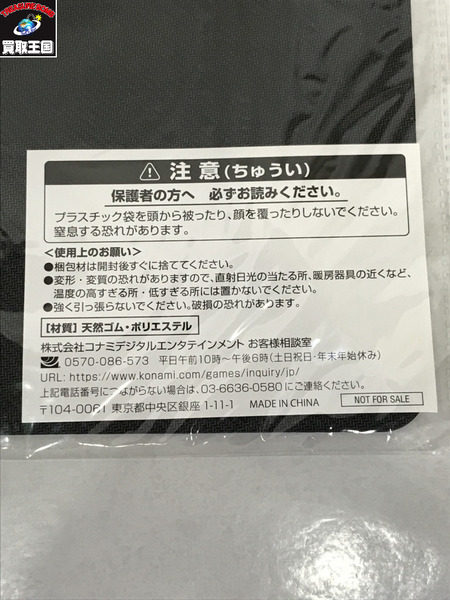 買取王国
注意(ちゅうい)
保護者の方へ 必ずお読みください。
プラスチック袋を頭から被ったり、顔を覆ったりしないでください。
窒息する恐れがあります。
<使用上のお願い>
●梱包材は開封後すぐに捨ててください。
●変形・変質の恐れがありますので、直射日光の当たる所、暖房器具の近くなど、
温度の高すぎる所・低すぎる所には置かないでください。
●強く引っ張らないでください。破損の恐れがあります。
【材質】天然ゴム・ポリエステル
株式会社コナミデジタルエンタテインメント お客様相談室
0570-086-573 平日午前10時～午後6時(土日祝日・年末年始休み)
URL: https://www.konami.com/games/inquiry/jp/
上記電話番号につながらない場合は、03-6636-0580にご連絡ください。
〒104-0061 東京都中央区銀座 1-11-1 MADE IN CHINA NOT FOR SALE